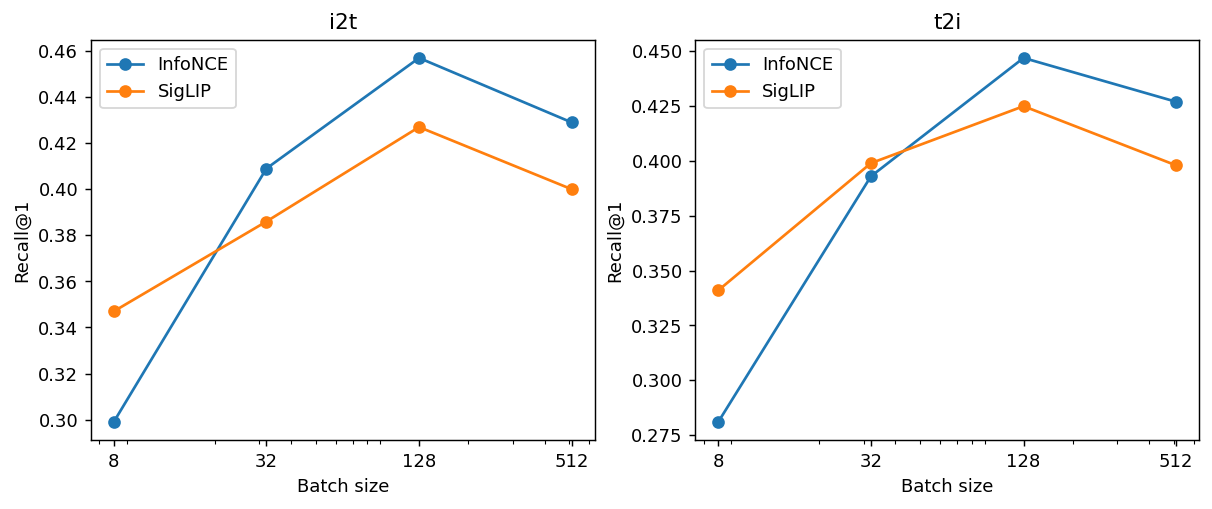 i2t
InfoNCE
SigLIP
0.46
0.44
0.42
0.40
0.38
0.36
0.34
0.32
0.30
Recall@1
8 32 128 512
Batch size
t2i
InfoNCE
SigLIP
0.450
0.425
0.400
0.375
0.350
0.325
0.300
0.275
Recall@1
8 32 128 512
Batch size